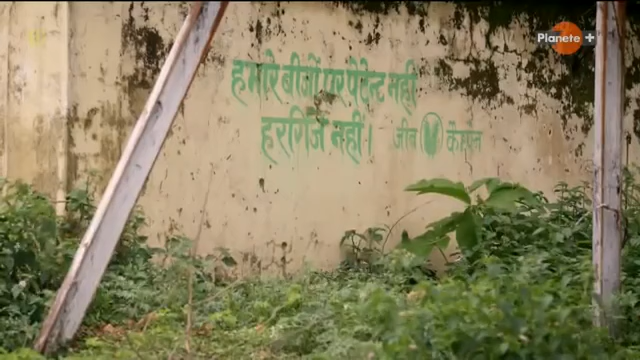 Planete +
हमारे बीजों पर पेटेन्ट नही
हरगिज नहीं। जीन कैंम्पेन